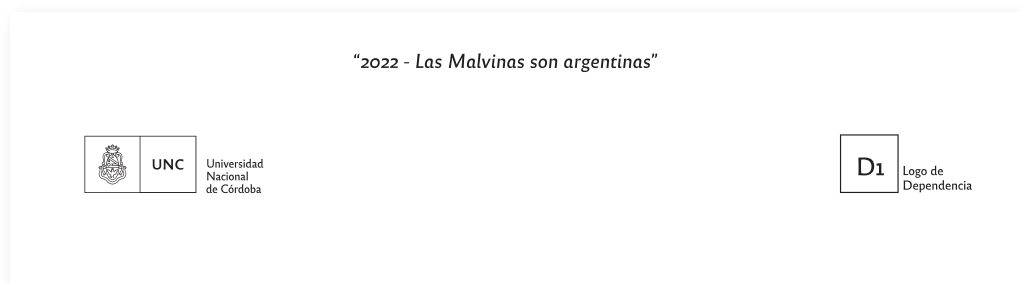 “2022 - Las Malvinas son argentinas”
UNC
Universidad
Nacional
de Córdoba
D1
Logo de
Dependencia